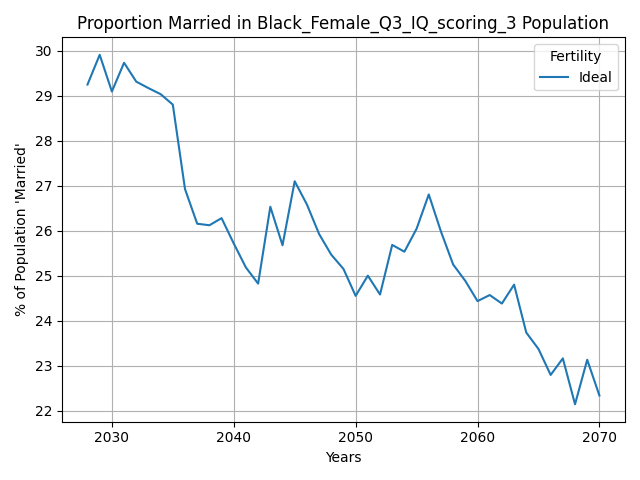 Proportion Married in Black_Female_Q3_IQ_scoring_3 Population
Fertility
Ideal
% of Population 'Married'
30
29
28
27
26
25
24
23
22
2030 2040 2050 2060 2070
Years